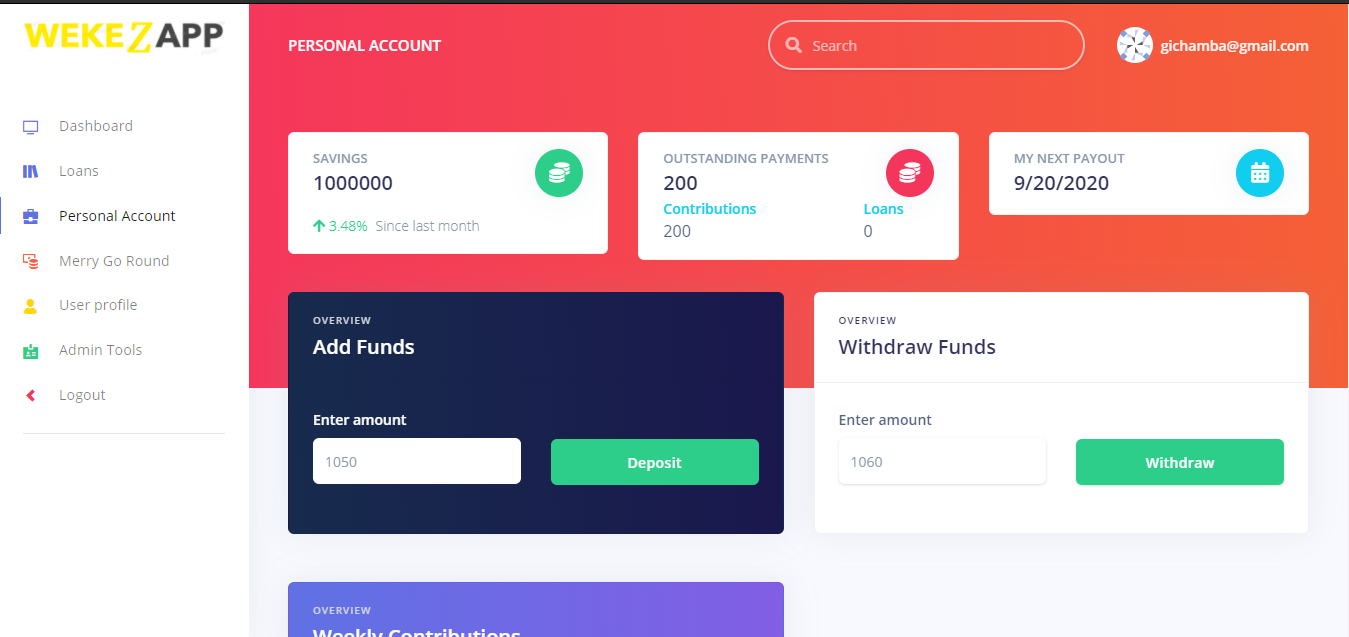 WEKEZAPP
Dashboard
Loans
Personal Account
Merry Go Round
User profile
Admin Tools
Logout
PERSONAL ACCOUNT
Search
gichamba@gmail.com
SAVINGS
1000000
3.48% Since last month
OUTSTANDING PAYMENTS
200
Contributions Loans
200 0
MY NEXT PAYOUT
9/20/2020
OVERVIEW
Add Funds
Enter amount
1050 Deposit
OVERVIEW
Withdraw Funds
Enter amount
1060 Withdraw
OVERVIEW
Weekly Contributions